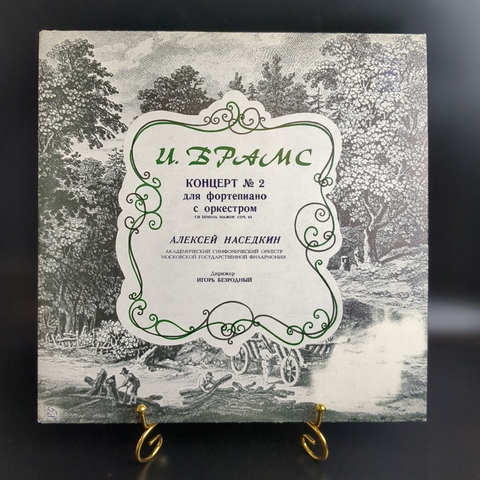 И. БРАМС
КОНЦЕРТ № 2
для фортепиано
с оркестром
СИ БЕМОЛЬ МАЖОР, СОЧ. 83
АЛЕКСЕЙ НАСЕДКИН
АКАДЕМИЧЕСКИЙ СИМФОНИЧЕСКИЙ ОРКЕСТР
МОСКОВСКОЙ ГОСУДАРСТВЕННОЙ ФИЛАРМОНИИ
Дирижер
ИГОРЬ БЕЗРОДНЫЙ